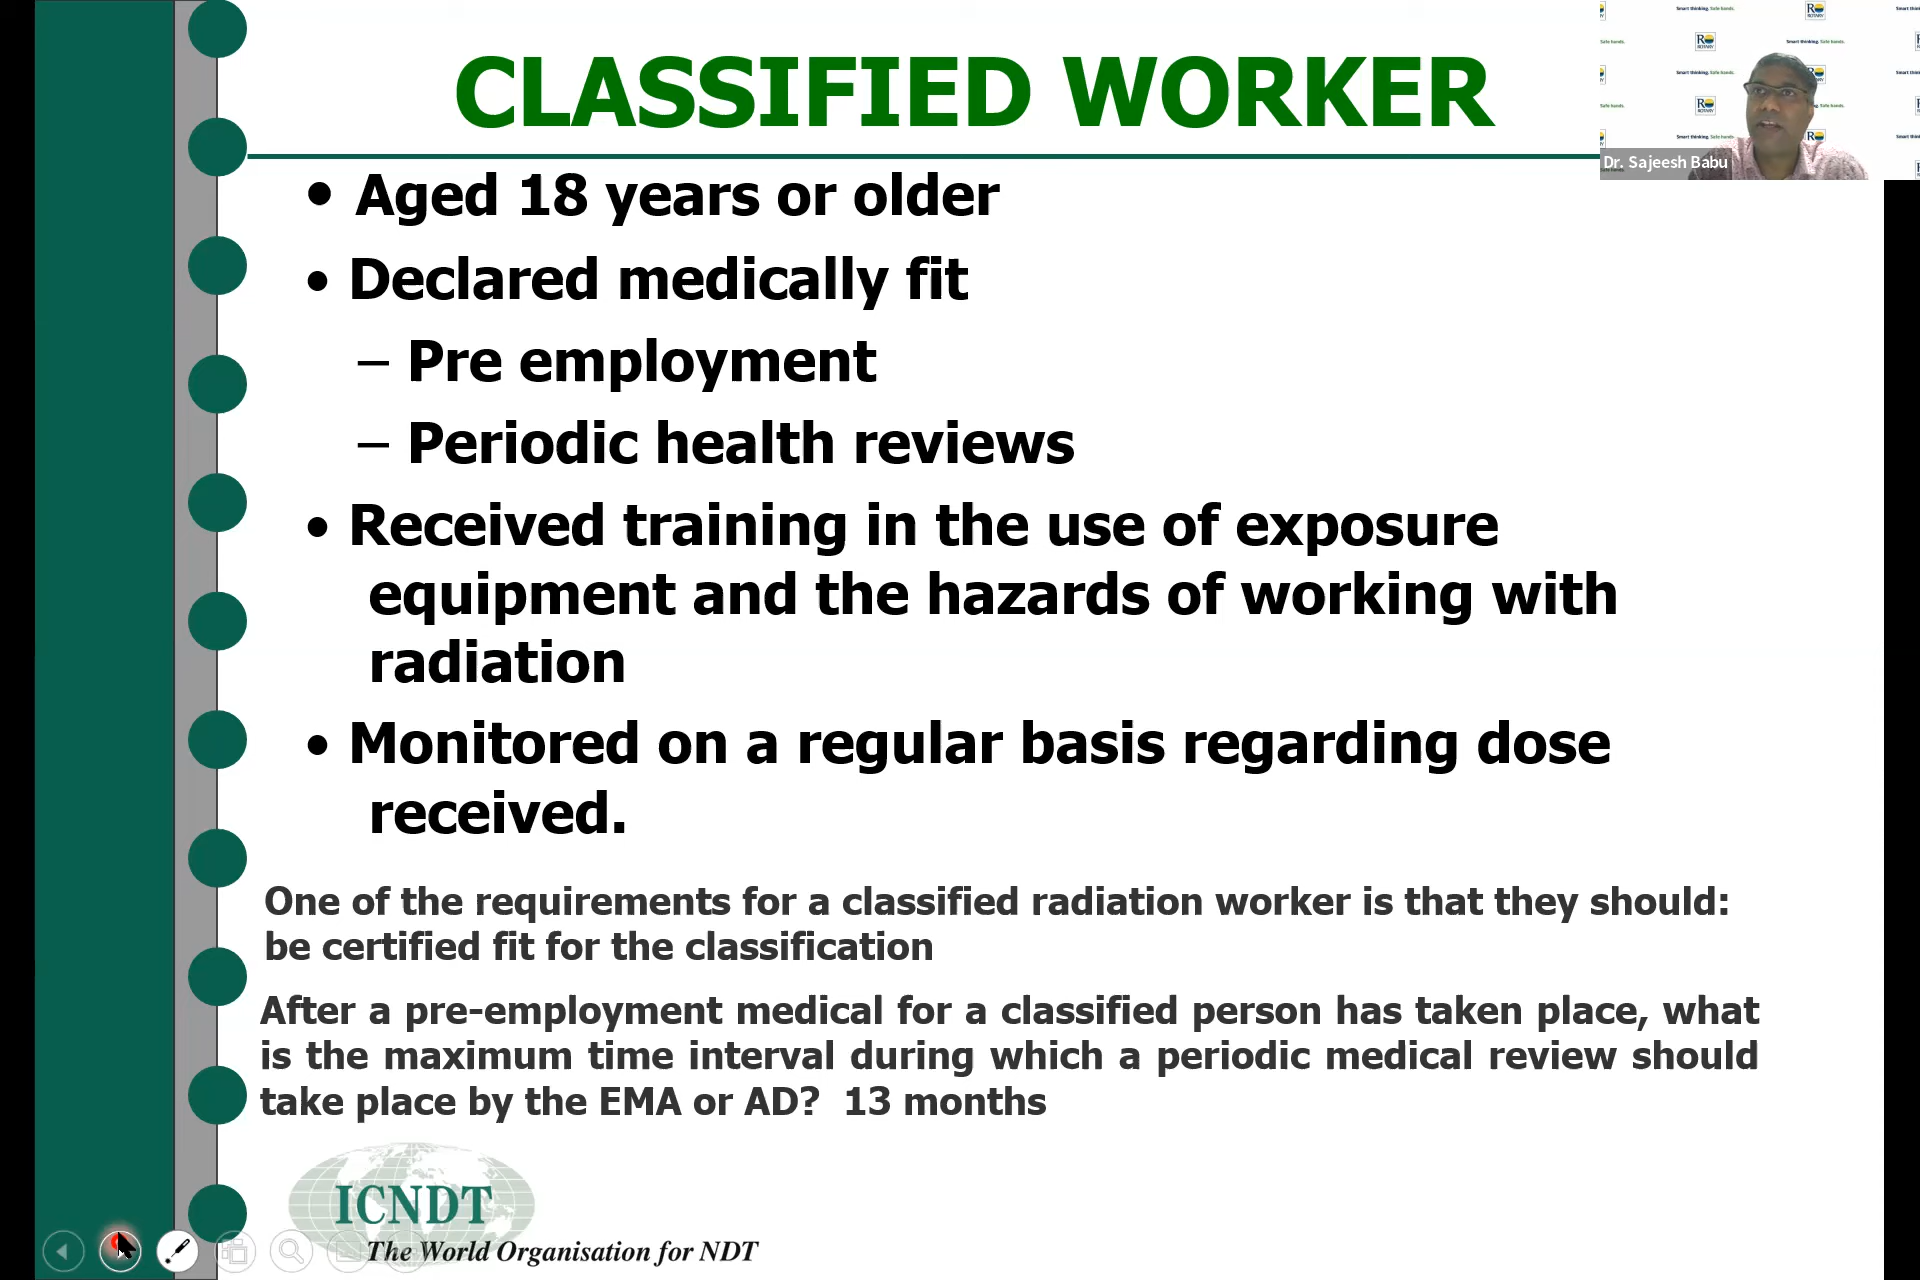 CLASSIFIED WORKER
Smart thinking. Safe hands.
ROTARY
Dr. Sajeesh Babu
• Aged 18 years or older
• Declared medically fit
– Pre employment
– Periodic health reviews
• Received training in the use of exposure
equipment and the hazards of working with
radiation
• Monitored on a regular basis regarding dose
received.
One of the requirements for a classified radiation worker is that they should:
be certified fit for the classification
After a pre-employment medical for a classified person has taken place, what
is the maximum time interval during which a periodic medical review should
take place by the EMA or AD? 13 months
ICNDT
The World Organisation for NDT